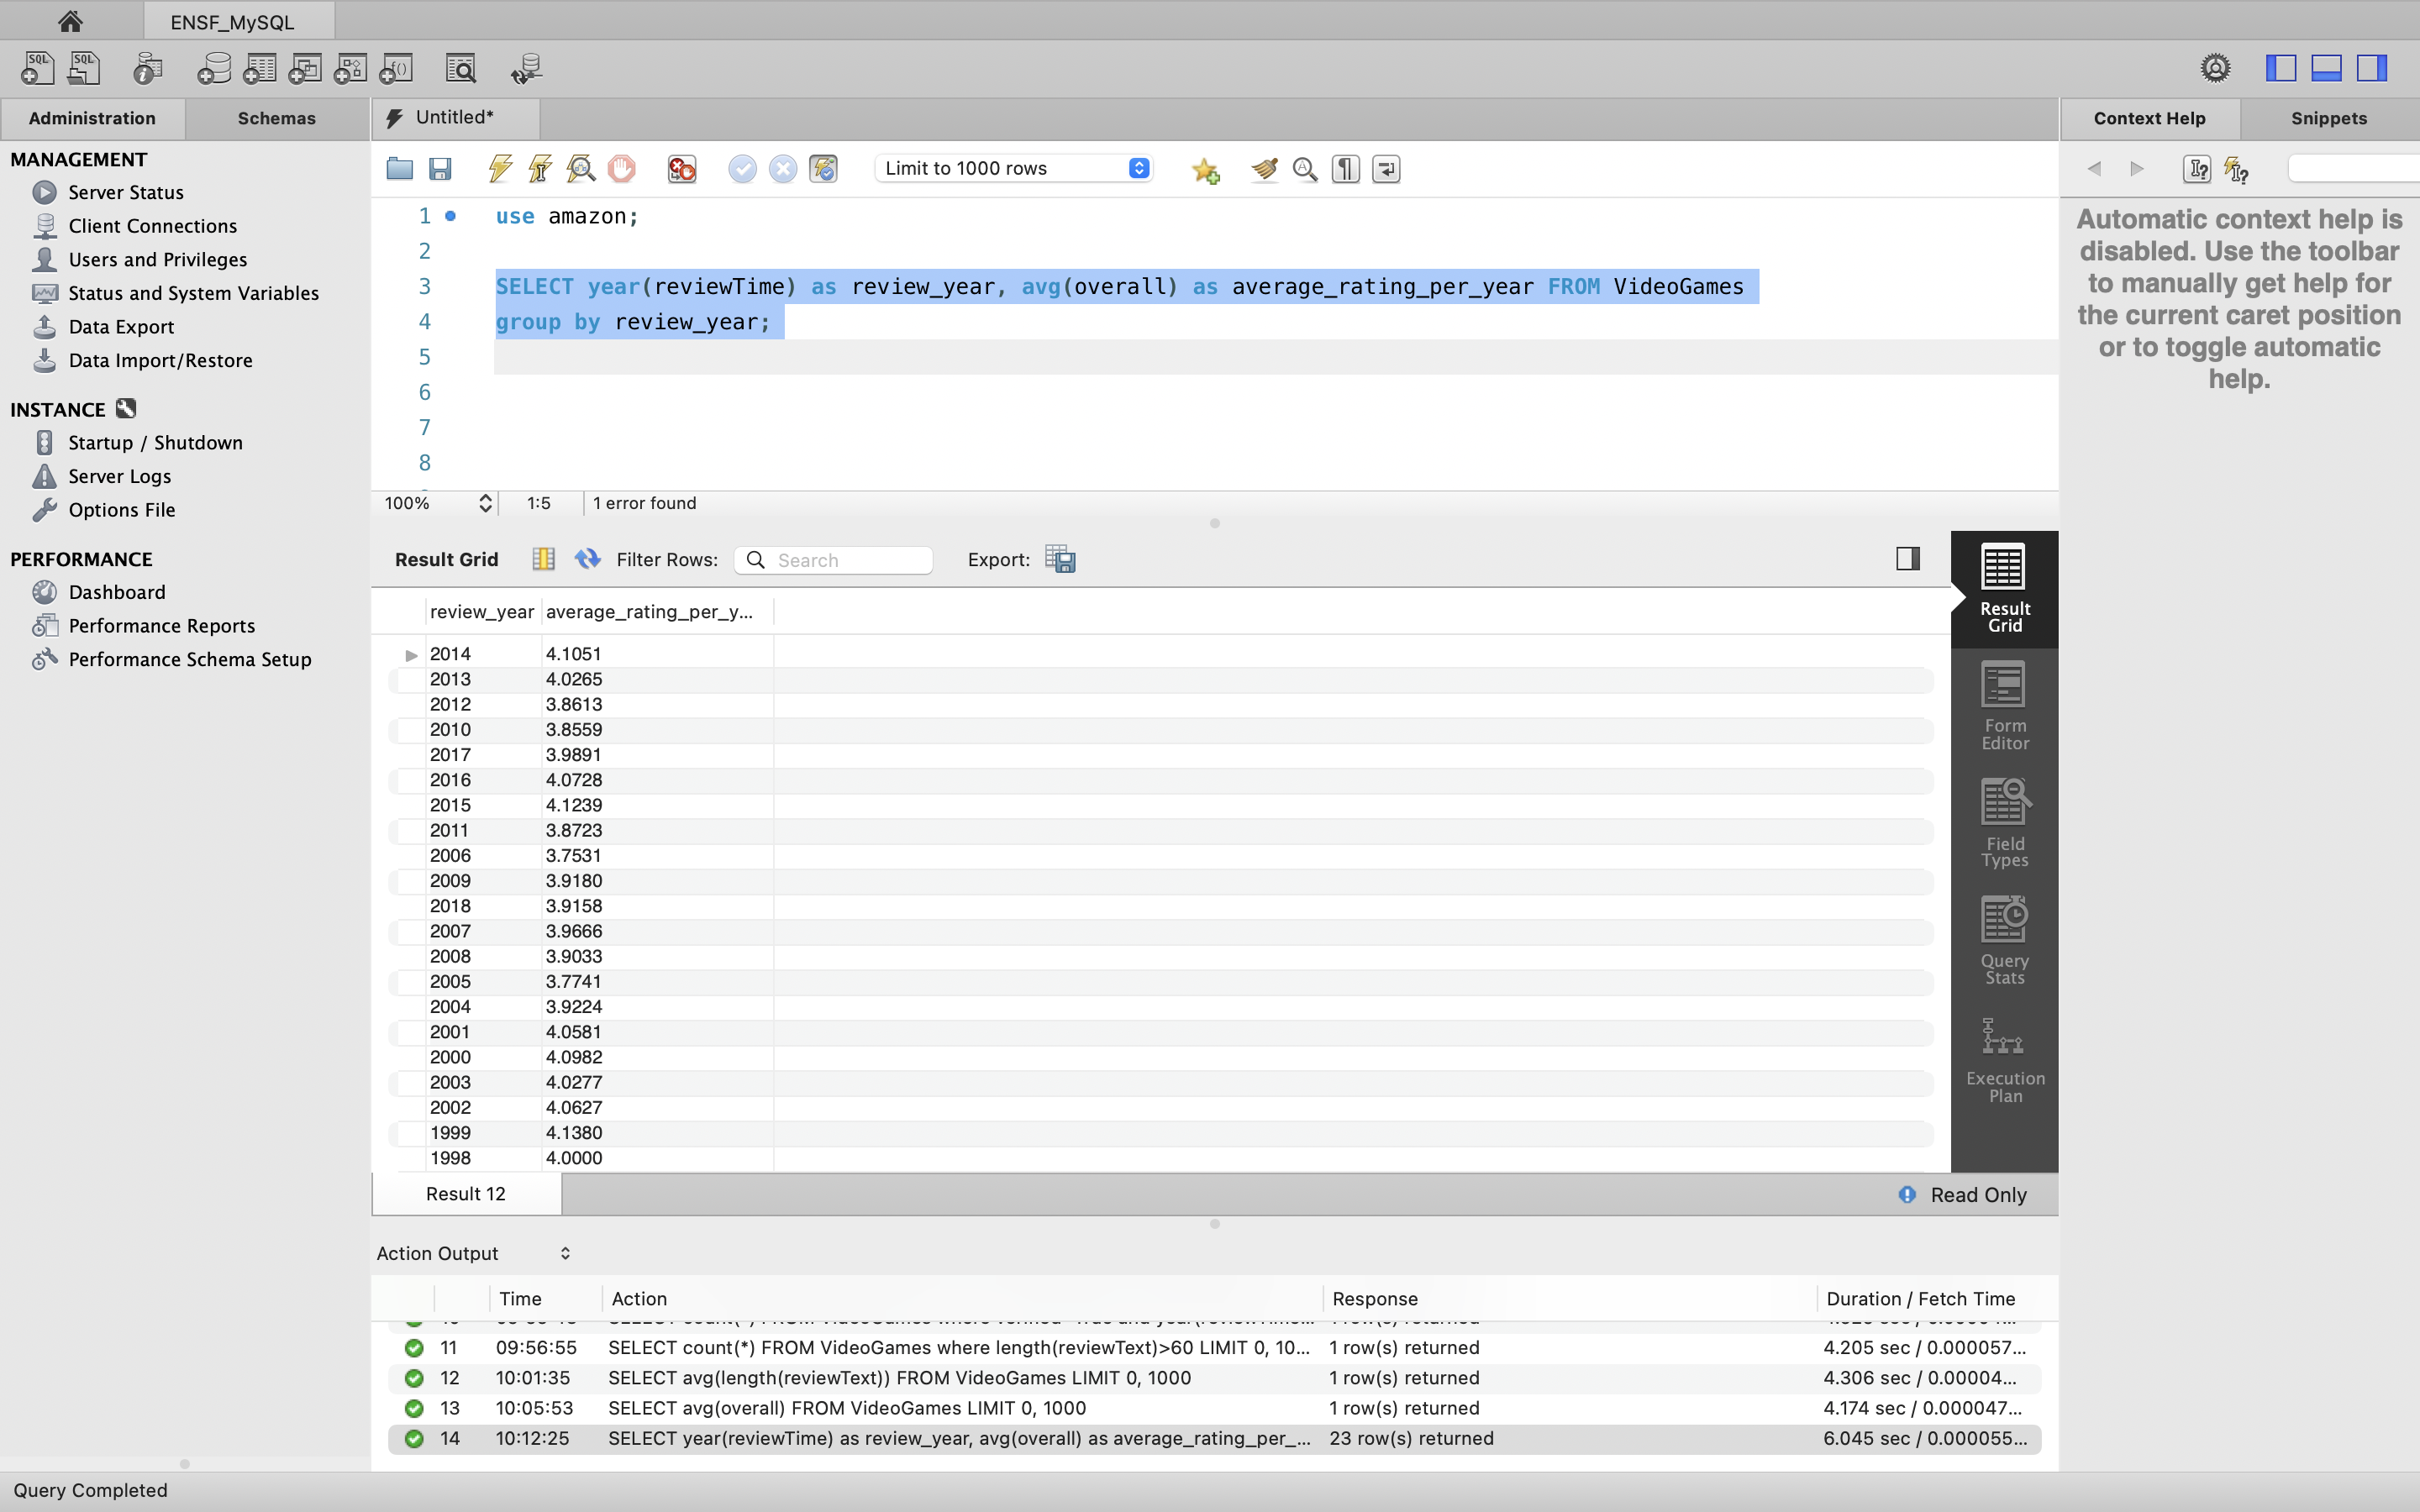 ENSF_MySQL
Administration
Schemas
Untitled*
Context Help
Snippets
MANAGEMENT
Server Status
Client Connections
Users and Privileges
Status and System Variables
Data Export
Data Import/Restore
INSTANCE
Startup / Shutdown
Server Logs
Options File
PERFORMANCE
Dashboard
Performance Reports
Performance Schema Setup
Limit to 1000 rows
1 use amazon;
2
3 SELECT year(reviewTime) as review_year, avg(overall) as average_rating_per_year FROM VideoGames
4 group by review_year;
5
6
7
8
100% 1:5 1 error found
Automatic context help is
disabled. Use the toolbar
to manually get help for
the current caret position
or to toggle automatic
help.
Result Grid Filter Rows: Search Export:
review_year average_rating_per_y...
2014 4.1051
2013 4.0265
2012 3.8613
2010 3.8559
2017 3.9891
2016 4.0728
2015 4.1239
2011 3.8723
2006 3.7531
2009 3.9180
2018 3.9158
2007 3.9666
2008 3.9033
2005 3.7741
2004 3.9224
2001 4.0581
2000 4.0982
2003 4.0277
2002 4.0627
1999 4.1380
1998 4.0000
Result
Grid
Form
Editor
Field
Types
Query
Stats
Execution
Plan
Result 12
Read Only
Action Output
Time Action Response Duration / Fetch Time
11 09:56:55 SELECT count(*) FROM VideoGames where length(reviewText)>60 LIMIT 0, 10... 1 row(s) returned 4.205 sec / 0.000057...
12 10:01:35 SELECT avg(length(reviewText)) FROM VideoGames LIMIT 0, 1000 1 row(s) returned 4.306 sec / 0.00004...
13 10:05:53 SELECT avg(overall) FROM VideoGames LIMIT 0, 1000 1 row(s) returned 4.174 sec / 0.000047...
14 10:12:25 SELECT year(reviewTime) as review_year, avg(overall) as average_rating_per_... 23 row(s) returned 6.045 sec / 0.000055...
Query Completed